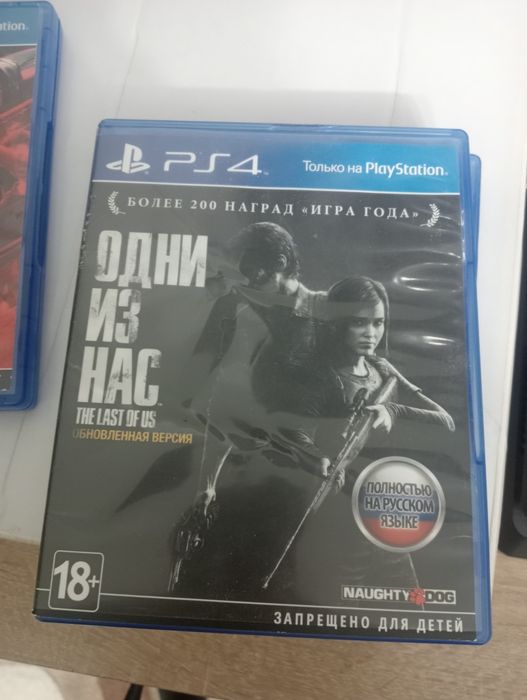 ation.
PS4
Только на PlayStation.
БОЛЕЕ 200 НАГРАД «ИГРА ГОДА»
ОДНИ
ИЗ
НАС
THE LAST OF US
ОБНОВЛЕННАЯ ВЕРСИЯ
ПОЛНОСТЬЮ
НА РУССКОМ
ЯЗЫКЕ
18+
NAUGHTY DOG
ЗАПРЕЩЕНО ДЛЯ ДЕТЕЙ